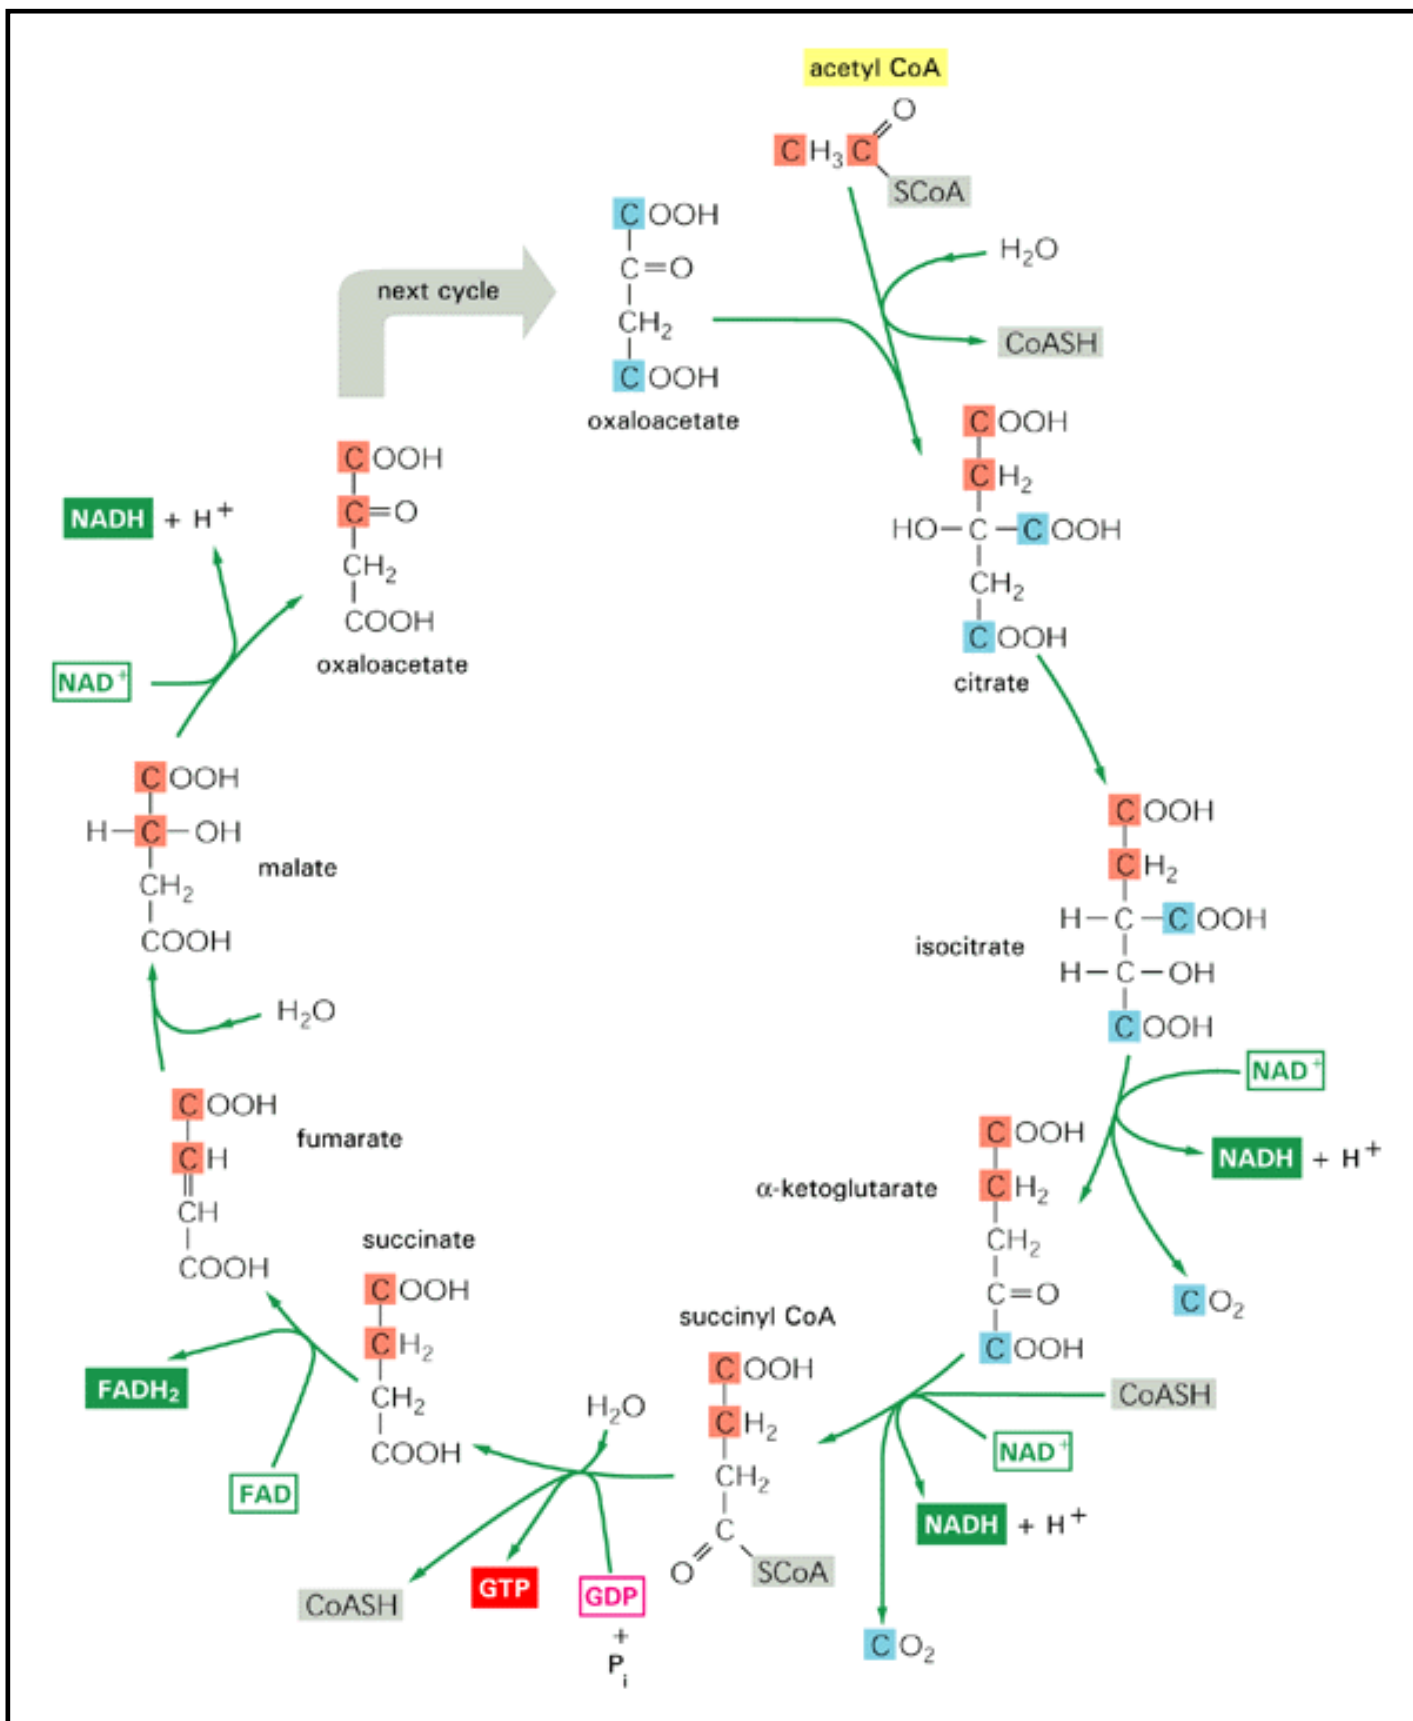 acetyl CoA
O
CH₃C
SCoA
COOH
C=O
CH₂
COOH
oxaloacetate
next cycle
H₂O
CoASH
COOH
CH₂
HO—C—COOH
CH₂
COOH
citrate
COOH
CH₂
H—C—COOH
H—C—OH
COOH
isocitrate
NAD⁺
NADH + H⁺
CO₂
COOH
CH₂
CH₂
C=O
COOH
α-ketoglutarate
CoASH
NAD⁺
NADH + H⁺
CO₂
succinyl CoA
COOH
CH₂
CH₂
C
O
SCoA
H₂O
GDP
+
Pᵢ
GTP
CoASH
succinate
COOH
CH₂
CH₂
COOH
FAD
FADH₂
COOH
CH
CH
COOH
fumarate
H₂O
COOH
H—C—OH
CH₂
COOH
malate
NAD⁺
NADH + H⁺
COOH
C=O
CH₂
COOH
oxaloacetate